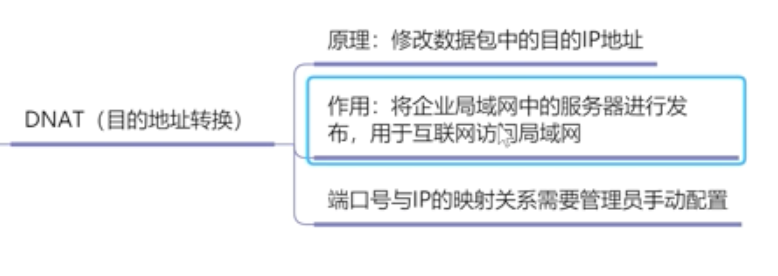 原理：修改数据包中的目的IP地址
DNAT（目的地址转换）
作用：将企业局域网中的服务器进行发
布，用于互联网访问局域网
端口号与IP的映射关系需要管理员手动配置